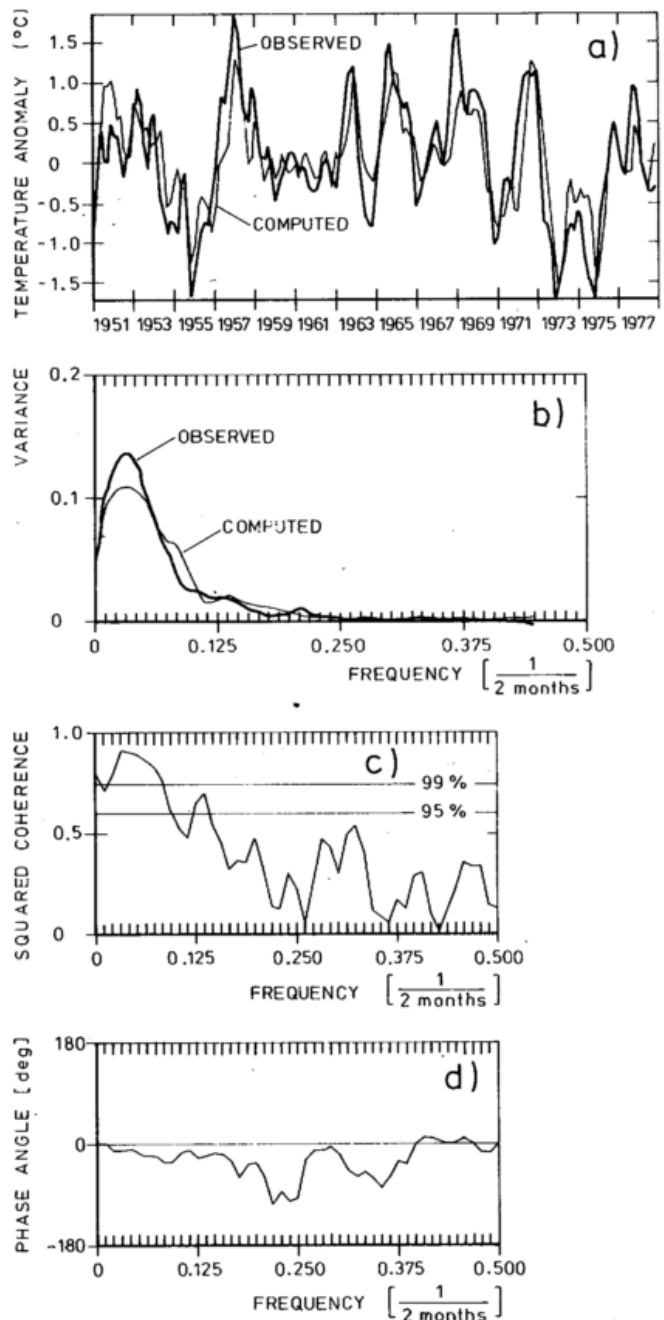 TEMPERATURE ANOMALY (°C)
1.5
1.0
0.5
0
-0.5
-1.0
-1.5
OBSERVED
a)
COMPUTED
1951 1953 1955 1957 1959 1961 1963 1965 1967 1969 1971 1973 1975 1977
VARIANCE
0.2
0.1
0
b)
OBSERVED
COMPUTED
0 0.125 0.250 0.375 0.500
FREQUENCY [ 1
2 months ]
SQUARED COHERENCE
1.0
0.5
0
c)
99 %
95 %
0 0.125 0.250 0.375 0.500
FREQUENCY [ 1
2 months ]
PHASE ANGLE [deg]
180
0
-180
d)
0 0.125 0.250 0.375 0.500
FREQUENCY [ 1
2 months ]